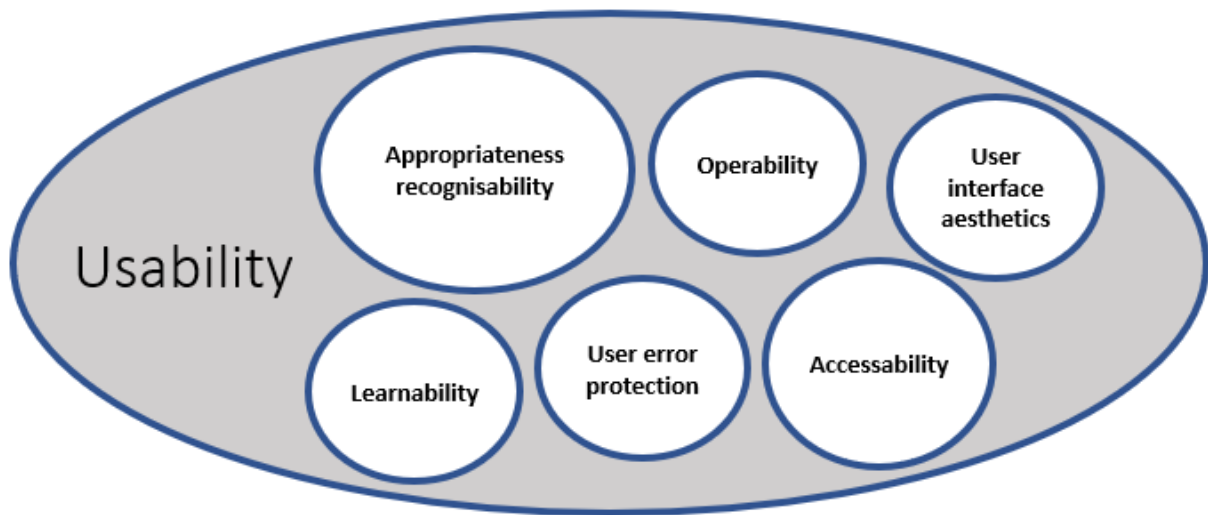 Usability
Appropriateness
recognisability
Operability
User
interface
aesthetics
Learnability
User error
protection
Accessability